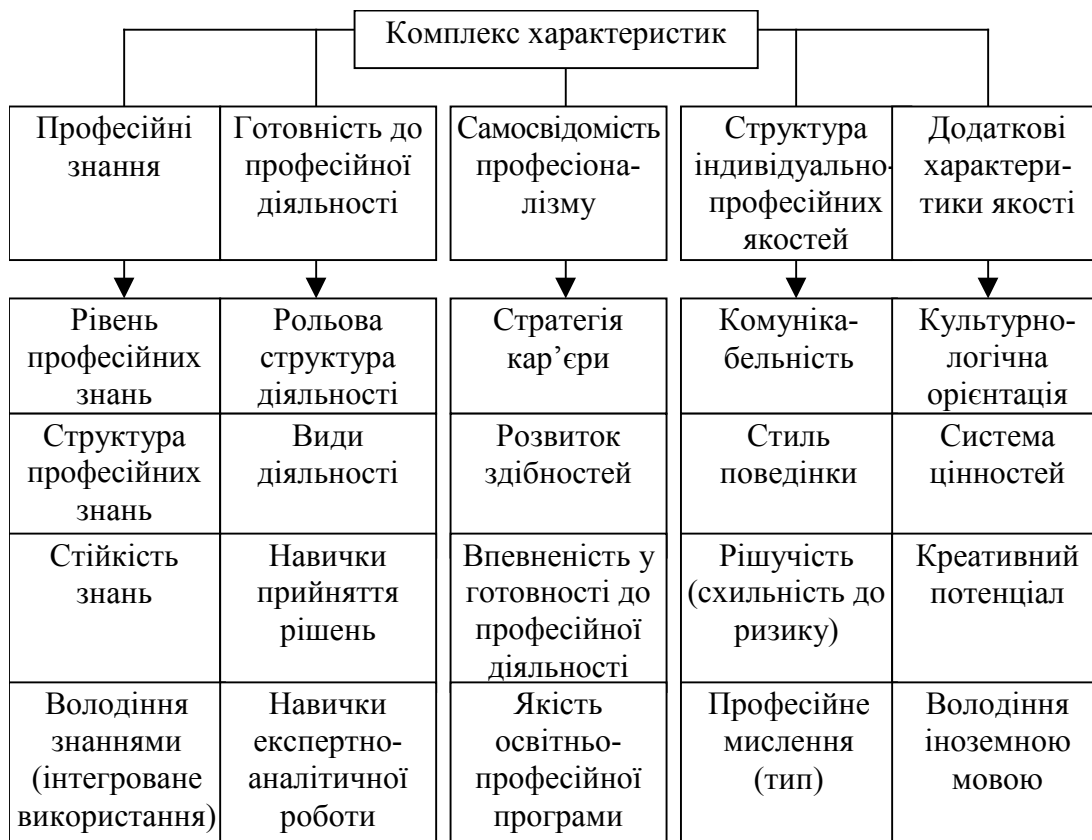 Комплекс характеристик
Професійні
знання
Готовність до
професійної
діяльності
Самосвідомість
професіона-
лізму
Структура
індивідуально-
професійних
якостей
Додаткові
характери-
тики якості
Рівень
професійних
знань
Рольова
структура
діяльності
Стратегія
кар’єри
Комуніка-
бельність
Культурно-
логічна
орієнтація
Структура
професійних
знань
Види
діяльності
Розвиток
здібностей
Стиль
поведінки
Система
цінностей
Стійкість
знань
Навички
прийняття
рішень
Впевненість у
готовності до
професійної
діяльності
Рішучість
(схильність до
ризику)
Креативний
потенціал
Володіння
знаннями
(інтегроване
використання)
Навички
експертно-
аналітичної
роботи
Якість
освітньо-
професійної
програми
Професійне
мислення
(тип)
Володіння
іноземною
мовою